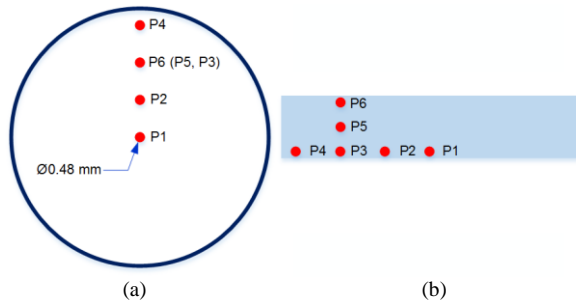 P4
P6 (P5, P3)
P2
P1
Ø0.48 mm
(a)
P6
P5
P4 P3 P2 P1
(b)